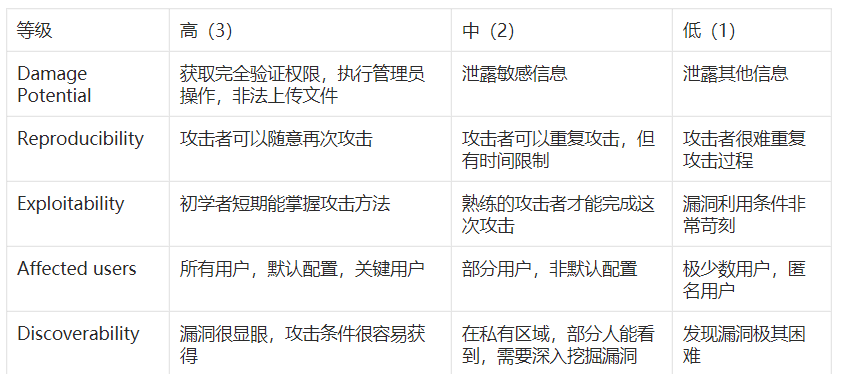 等级 高（3） 中（2） 低（1）
Damage 获取完全验证权限，执行管理员 泄露敏感信息 泄露其他信息
Potential 操作，非法上传文件
Reproducibility 攻击者可以随意再次攻击 攻击者可以重复攻击，但 攻击者很难重复
有时间限制 攻击过程
Exploitability 初学者短期能掌握攻击方法 熟练的攻击者才能完成这 漏洞利用条件非
次攻击 常苛刻
Affected users 所有用户，默认配置，关键用户 部分用户，非默认配置 极少数用户，匿
名用户
Discoverability 漏洞很显眼，攻击条件很容易获 在私有区域，部分人能看 发现漏洞极其困
得 到，需要深入挖掘漏洞 难